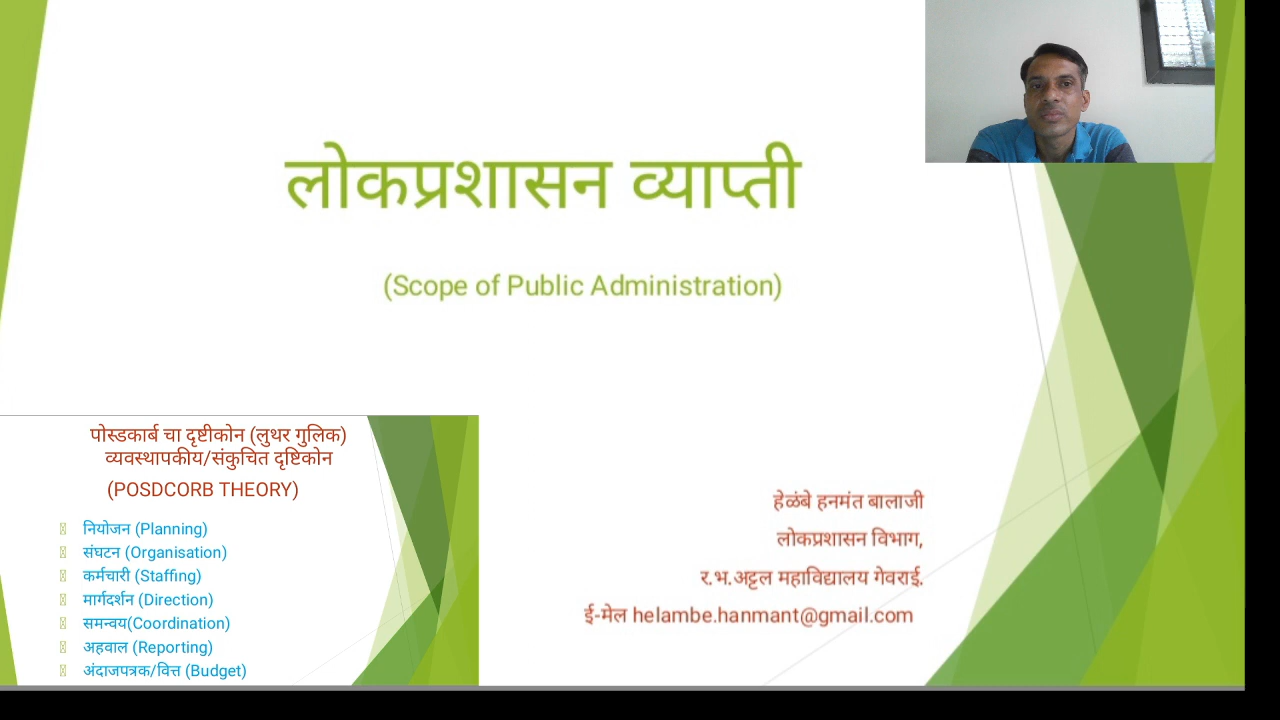 लोकप्रशासन व्याप्ती
(Scope of Public Administration)
पोस्डकार्ब चा दृष्टीकोन (लुथर गुलिक)
व्यवस्थापकीय/संकुचित दृष्टिकोन
(POSDCORB THEORY)
नियोजन (Planning)
संघटन (Organisation)
कर्मचारी (Staffing)
मार्गदर्शन (Direction)
समन्वय(Coordination)
अहवाल (Reporting)
अंदाजपत्रक/वित्त (Budget)
हेळंबे हनमंत बालाजी
लोकप्रशासन विभाग,
र.भ.अट्टल महाविद्यालय गेवराई.
ई-मेल helambe.hanmant@gmail.com